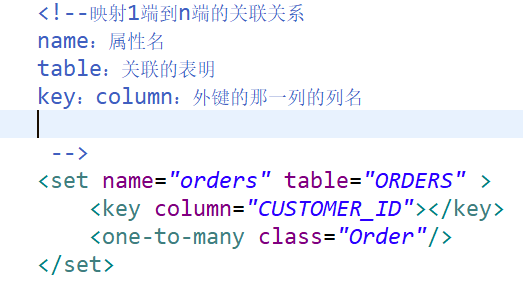 <!--映射1端到n端的关联关系
name：属性名
table：关联的表明
key：column：外键的那一列的列名
-->
<set name="orders" table="ORDERS" >
<key column="CUSTOMER_ID"></key>
<one-to-many class="Order"/>
</set>